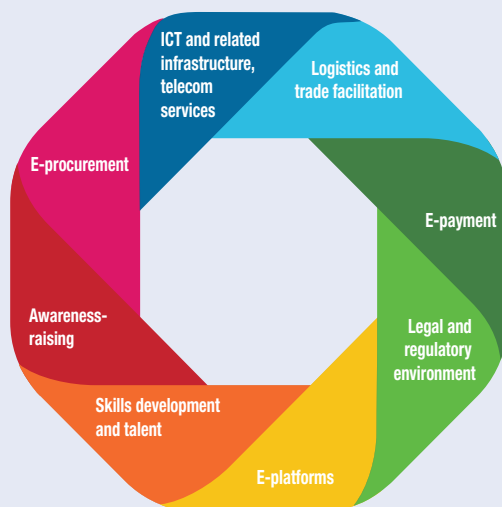 ICT and related
infrastructure,
telecom
services
Logistics and
trade facilitation
E-payment
Legal and
regulatory
environment
E-platforms
Skills development
and talent
Awareness-
raising
E-procurement